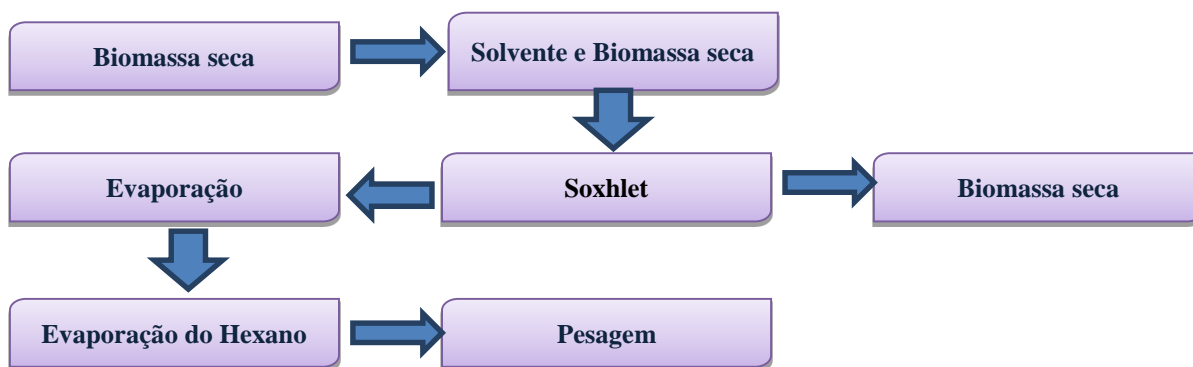 Biomassa seca
Solvente e Biomassa seca
Evaporação
Soxhlet
Biomassa seca
Evaporação do Hexano
Pesagem